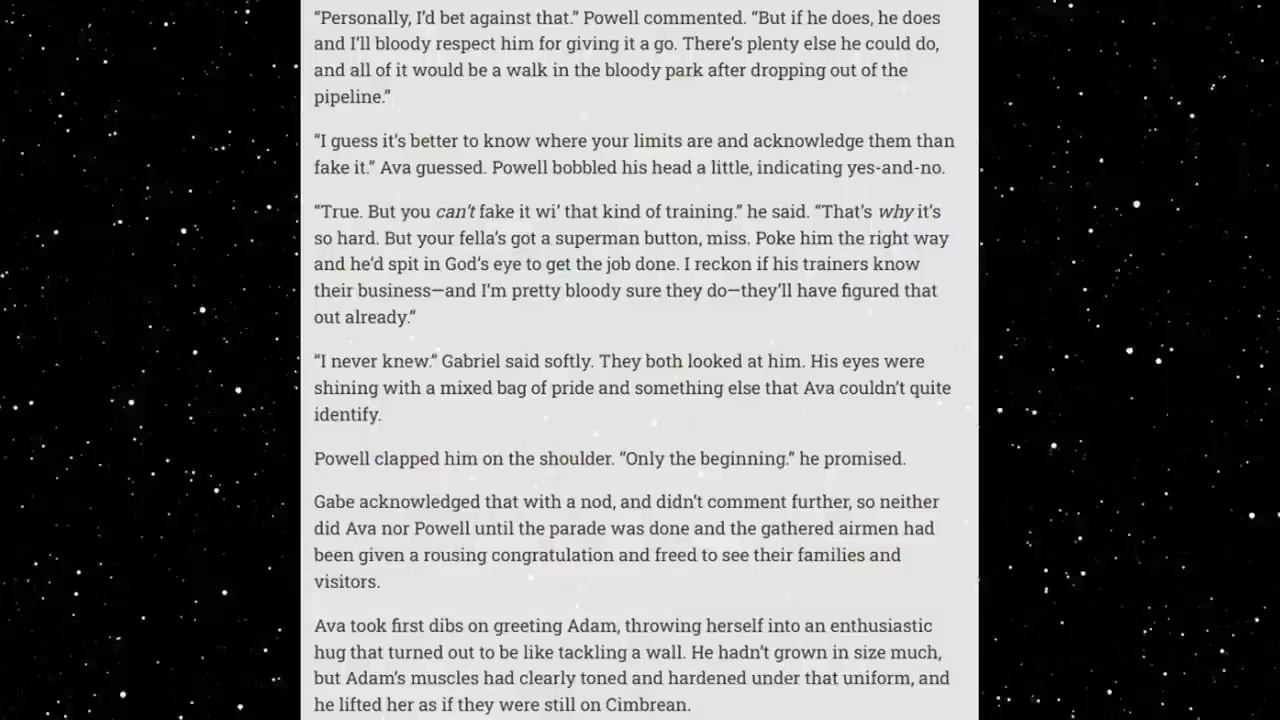 “Personally, I’d bet against that.” Powell commented. “But if he does, he does
and I’ll bloody respect him for giving it a go. There’s plenty else he could do,
and all of it would be a walk in the bloody park after dropping out of the
pipeline.”
“I guess it’s better to know where your limits are and acknowledge them than
fake it.” Ava guessed. Powell bobbled his head a little, indicating yes-and-no.
“True. But you can’t fake it wi’ that kind of training.” he said. “That’s why it’s
so hard. But your fella’s got a superman button, miss. Poke him the right way
and he’d spit in God’s eye to get the job done. I reckon if his trainers know
their business—and I’m pretty bloody sure they do—they’ll have figured that
out already.”
“I never knew.” Gabriel said softly. They both looked at him. His eyes were
shining with a mixed bag of pride and something else that Ava couldn’t quite
identify.
Powell clapped him on the shoulder. “Only the beginning.” he promised.
Gabe acknowledged that with a nod, and didn’t comment further, so neither
did Ava nor Powell until the parade was done and the gathered airmen had
been given a rousing congratulation and freed to see their families and
visitors.
Ava took first dibs on greeting Adam, throwing herself into an enthusiastic
hug that turned out to be like tackling a wall. He hadn’t grown in size much,
but Adam’s muscles had clearly toned and hardened under that uniform, and
he lifted her as if they were still on Cimbrean.